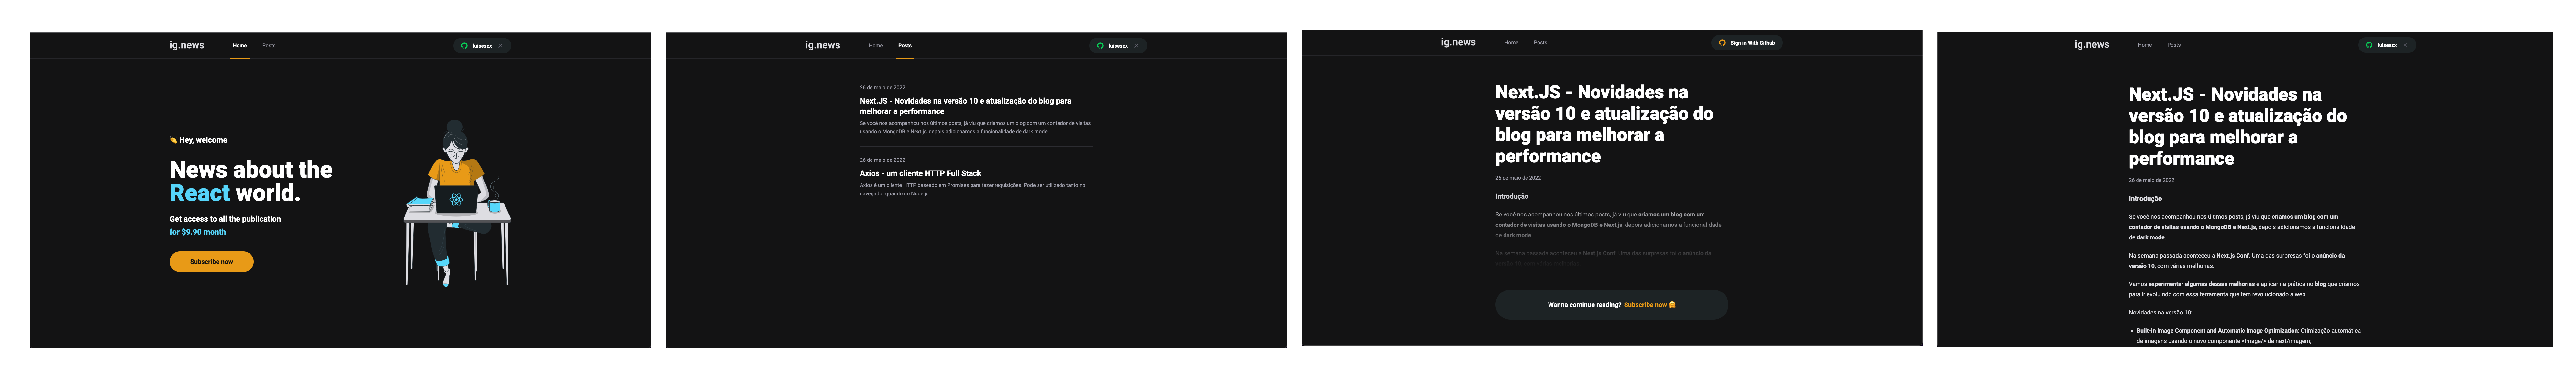 ig.news Home Posts luisescx
👏 Hey, welcome
News about the
React world.
Get access to all the publication
for $9.90 month
Subscribe now
ig.news Home Posts luisescx
26 de maio de 2022
Next.JS - Novidades na versão 10 e atualização do blog para
melhorar a performance
Se você nos acompanhou nos últimos posts, já viu que criamos um blog com um contador de visitas
usando o MongoDB e Next.js, depois adicionamos a funcionalidade de dark mode.
26 de maio de 2022
Axios - um cliente HTTP Full Stack
Axios é um cliente HTTP baseado em Promises para fazer requisições. Pode ser utilizado tanto no
navegador quando no Node.js.
ig.news Home Posts Sign in With Github
Next.JS - Novidades na
versão 10 e atualização do
blog para melhorar a
performance
26 de maio de 2022
Introdução
Se você nos acompanhou nos últimos posts, já viu que criamos um blog com um
contador de visitas usando o MongoDB e Next.js, depois adicionamos a funcionalidade
de dark mode.
Na semana passada aconteceu a Next.js Conf. Uma das surpresas foi o anúncio da
Wanna continue reading? Subscribe now 🤗
ig.news Home Posts luisescx
Next.JS - Novidades na
versão 10 e atualização do
blog para melhorar a
performance
26 de maio de 2022
Introdução
Se você nos acompanhou nos últimos posts, já viu que criamos um blog com um
contador de visitas usando o MongoDB e Next.js, depois adicionamos a funcionalidade
de dark mode.
Na semana passada aconteceu a Next.js Conf. Uma das surpresas foi o anúncio da
versão 10, com várias melhorias.
Vamos experimentar algumas dessas melhorias e aplicar na prática no blog que criamos
para ir evoluindo com essa ferramenta que tem revolucionado a web.
Novidades na versão 10:
• Built-in Image Component and Automatic Image Optimization: Otimização automática
de imagens usando o novo componente <Image/> de next/imagem;